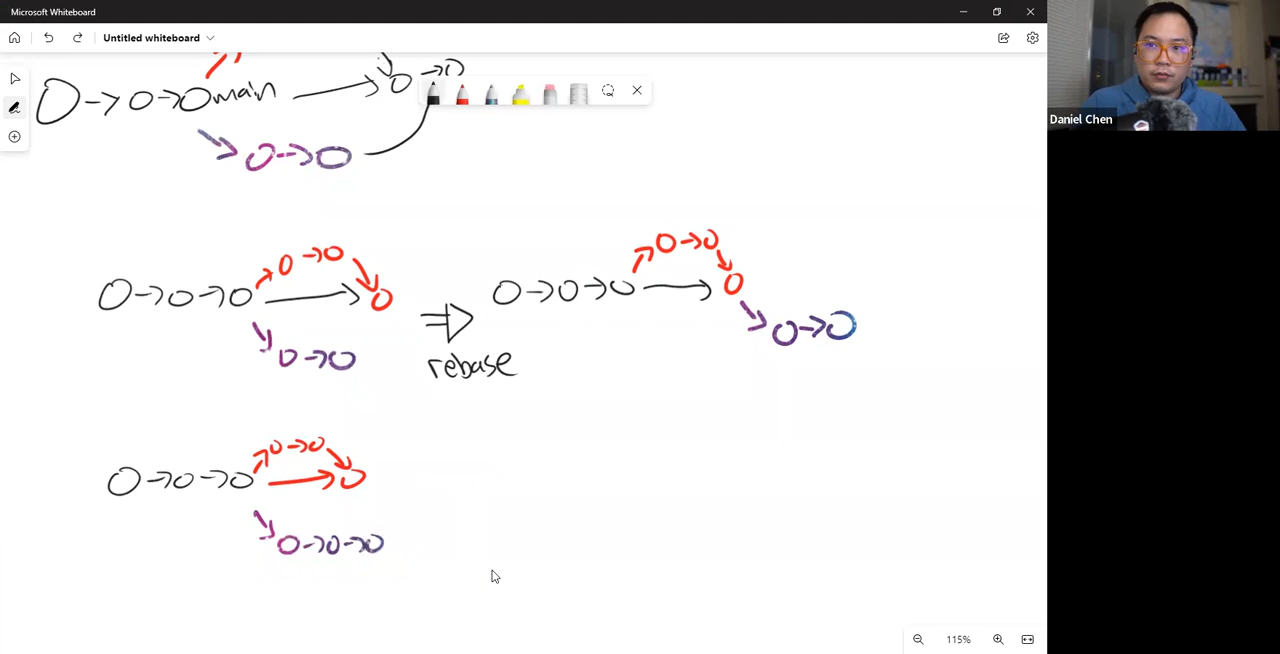 Microsoft Whiteboard
Untitled whiteboard
Daniel Chen
main
rebase
115%